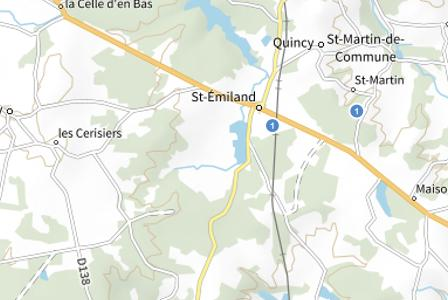 la Celle d'en Bas
Quincy
St-Martin-de-
Commune
St-Martin
St-Émiland
1
1
les Cerisiers
Maiso
D138